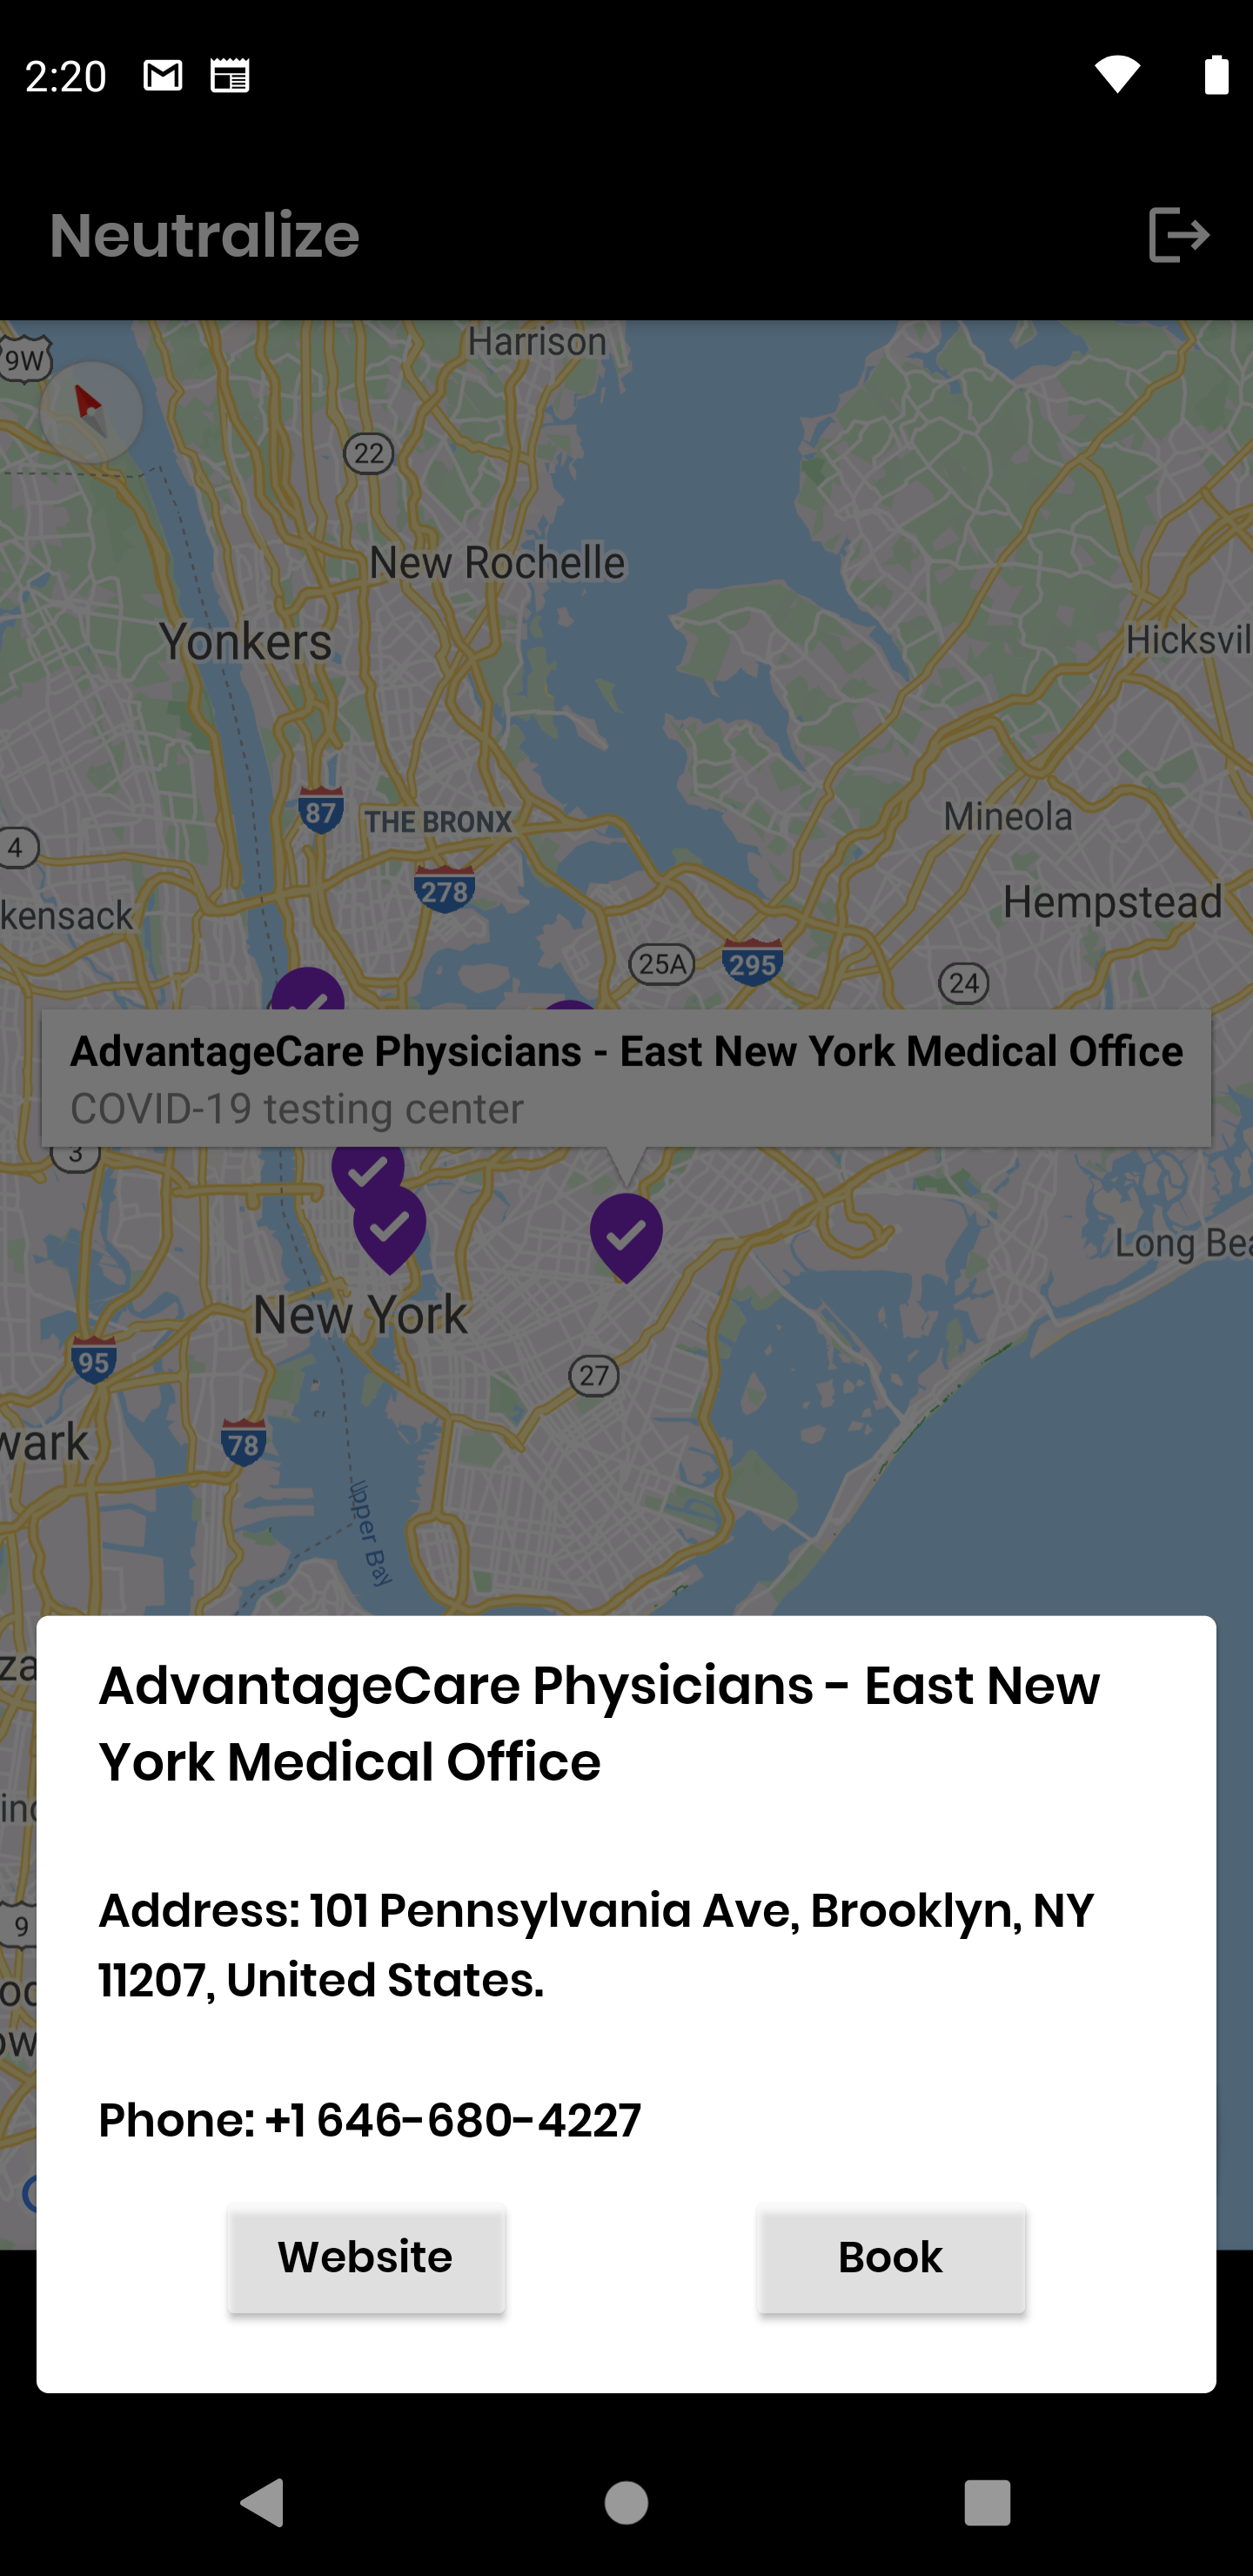 2:20
Neutralize
9W
Harrison
22
New Rochelle
Yonkers
Hicksvil
87
THE BRONX
Mineola
4
278
Hempstead
kensack
25A
295
24
AdvantageCare Physicians - East New York Medical Office
COVID-19 testing center
3
Long Bea
New York
95
27
78
wark
Upper Bay
AdvantageCare Physicians - East New
York Medical Office
Address: 101 Pennsylvania Ave, Brooklyn, NY
11207, United States.
9
Phone: +1 646-680-4227
Website
Book